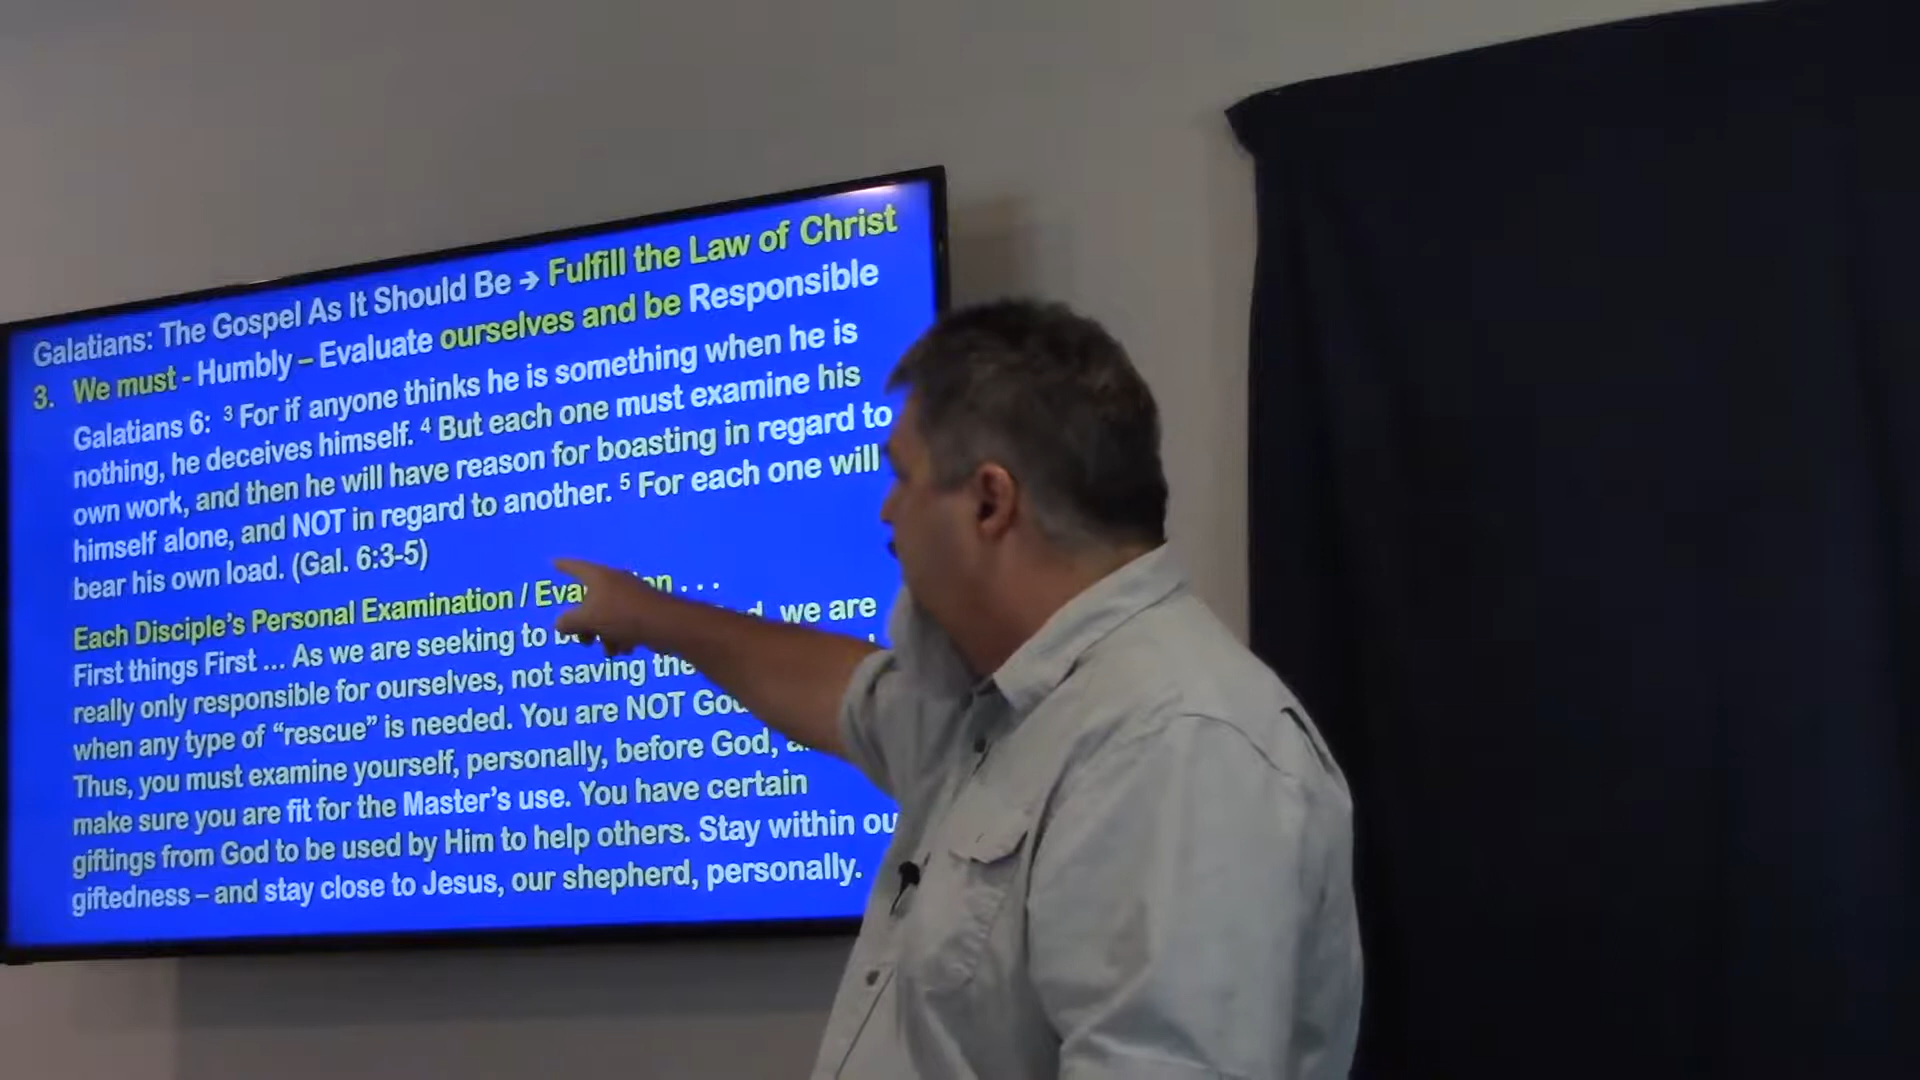 Galatians: The Gospel As It Should Be → Fulfill the Law of Christ
3. We must - Humbly – Evaluate ourselves and be Responsible
Galatians 6: ³ For if anyone thinks he is something when he is
nothing, he deceives himself. ⁴ But each one must examine his
own work, and then he will have reason for boasting in regard to
himself alone, and NOT in regard to another. ⁵ For each one will
bear his own load. (Gal. 6:3-5)
Each Disciple's Personal Examination / . . .
First things First ... As we are seeking to we are
really only responsible for ourselves, not saving
when any type of “rescue” is needed. You are NOT
Thus, you must examine yourself, personally, before God,
make sure you are fit for the Master's use. You have certain
giftings from God to be used by Him to help others. Stay within
giftedness – and stay close to Jesus, our shepherd, personally.